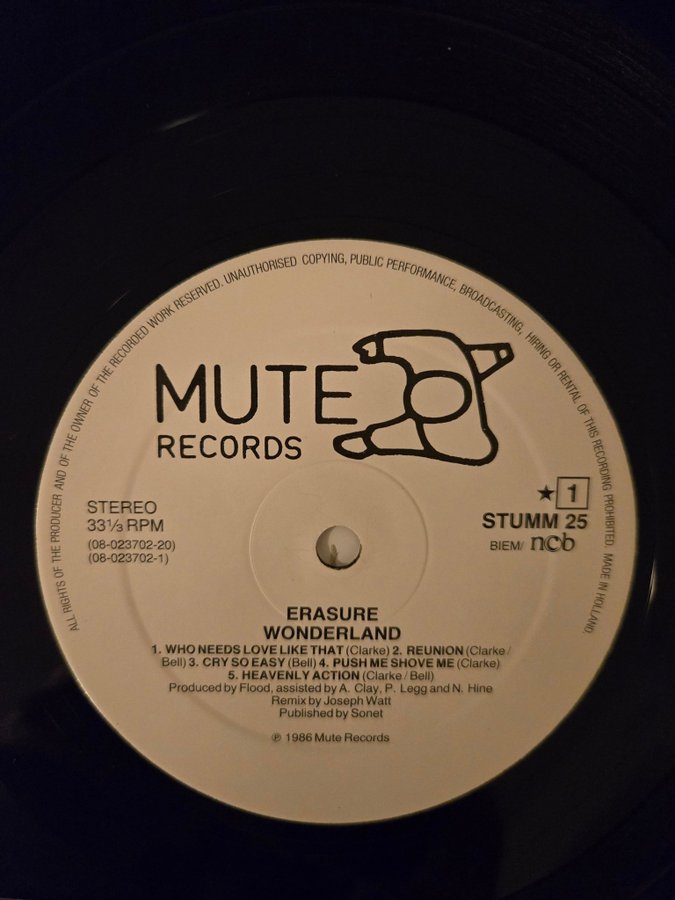 ALL RIGHTS OF THE PRODUCER AND OF THE OWNER OF THE RECORDED WORK RESERVED. UNAUTHORISED COPYING, PUBLIC PERFORMANCE, BROADCASTING, HIRING OR RENTAL OF THIS RECORDING PROHIBITED. MADE IN HOLLAND.
MUTE
RECORDS
STEREO
33⅓ RPM
(08-023702-20)
(08-023702-1)
★ 1
STUMM 25
BIEM/ ncb
ERASURE
WONDERLAND
1. WHO NEEDS LOVE LIKE THAT (Clarke) 2. REUNION (Clarke /
Bell) 3. CRY SO EASY (Bell) 4. PUSH ME SHOVE ME (Clarke)
5. HEAVENLY ACTION (Clarke / Bell)
Produced by Flood, assisted by A. Clay, P. Legg and N. Hine
Remix by Joseph Watt
Published by Sonet
℗ 1986 Mute Records